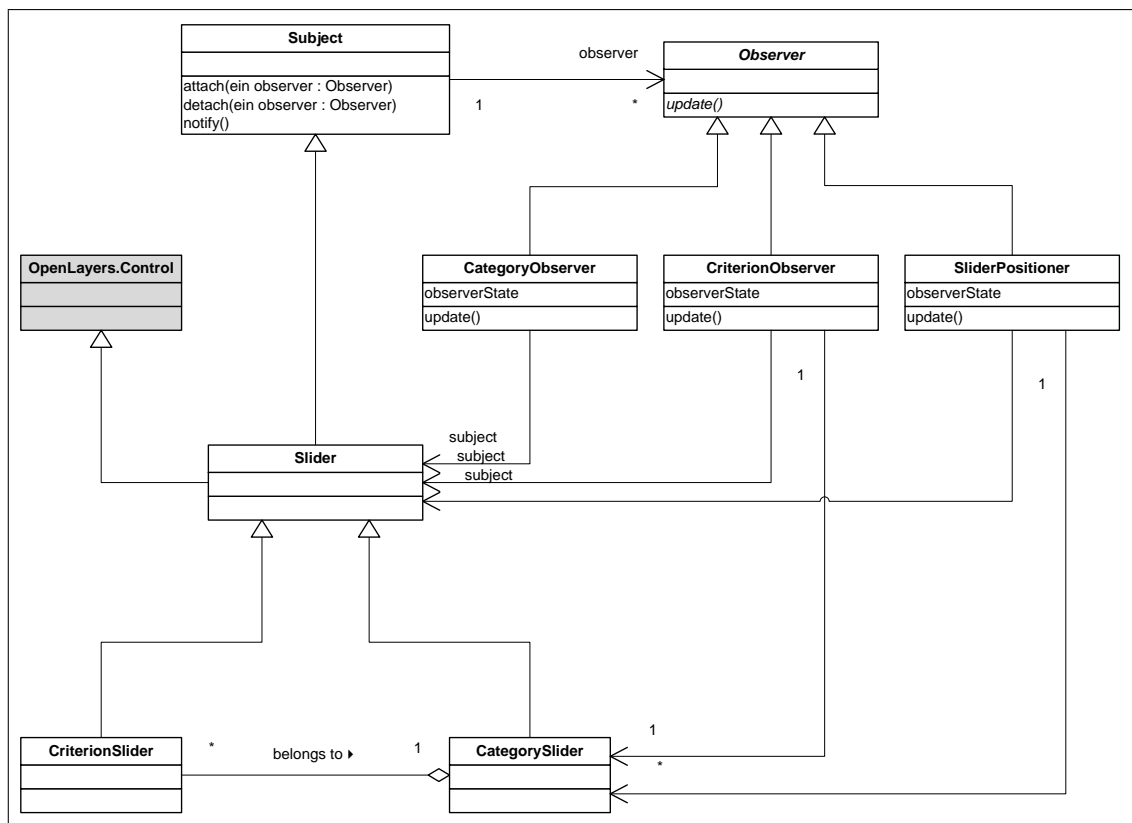 Subject
attach(ein observer : Observer)
detach(ein observer : Observer)
notify()
observer
1
*
Observer
update()
OpenLayers.Control
CategoryObserver
observerState
update()
CriterionObserver
observerState
update()
SliderPositioner
observerState
update()
1
1
subject
subject
subject
Slider
CriterionSlider
*
belongs to
1
CategorySlider
1
*